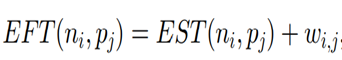 EFT(n_i, p_j) = EST(n_i, p_j) + w_{i,j},